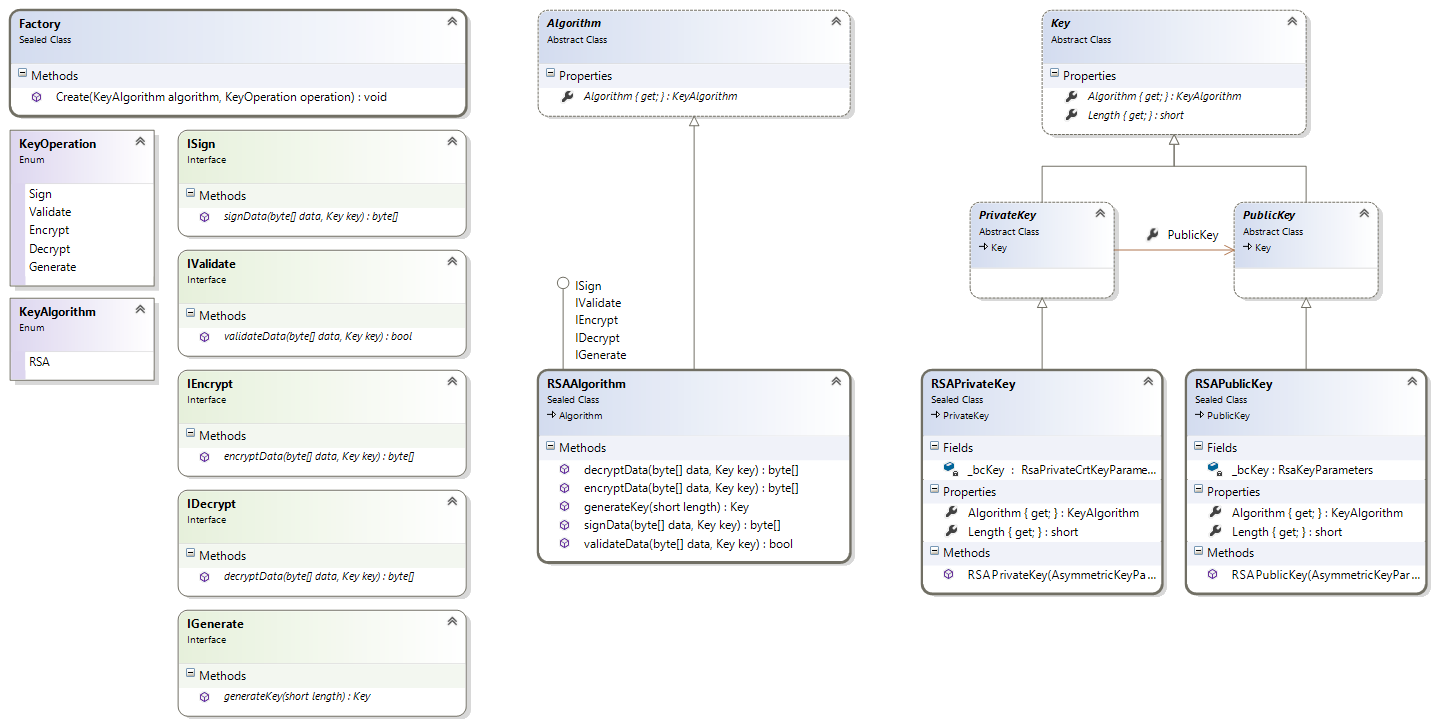 Factory
Sealed Class
Methods
Create(KeyAlgorithm algorithm, KeyOperation operation) : void
KeyOperation
Enum
Sign
Validate
Encrypt
Decrypt
Generate
KeyAlgorithm
Enum
RSA
ISign
Interface
Methods
signData(byte[] data, Key key) : byte[]
IValidate
Interface
Methods
validateData(byte[] data, Key key) : bool
IEncrypt
Interface
Methods
encryptData(byte[] data, Key key) : byte[]
IDecrypt
Interface
Methods
decryptData(byte[] data, Key key) : byte[]
IGenerate
Interface
Methods
generateKey(short length) : Key
Algorithm
Abstract Class
Properties
Algorithm { get; } : KeyAlgorithm
ISign
IValidate
IEncrypt
IDecrypt
IGenerate
RSAAlgorithm
Sealed Class
Algorithm
Methods
decryptData(byte[] data, Key key) : byte[]
encryptData(byte[] data, Key key) : byte[]
generateKey(short length) : Key
signData(byte[] data, Key key) : byte[]
validateData(byte[] data, Key key) : bool
Key
Abstract Class
Properties
Algorithm { get; } : KeyAlgorithm
Length { get; } : short
PrivateKey
Abstract Class
Key
PublicKey
PublicKey
Abstract Class
Key
RSAPrivateKey
Sealed Class
PrivateKey
Fields
_bcKey : RsaPrivateCrtKeyParame...
Properties
Algorithm { get; } : KeyAlgorithm
Length { get; } : short
Methods
RSAPrivateKey(AsymmetricKeyPa...
RSAPublicKey
Sealed Class
PublicKey
Fields
_bcKey : RsaKeyParameters
Properties
Algorithm { get; } : KeyAlgorithm
Length { get; } : short
Methods
RSAPublicKey(AsymmetricKeyPar...